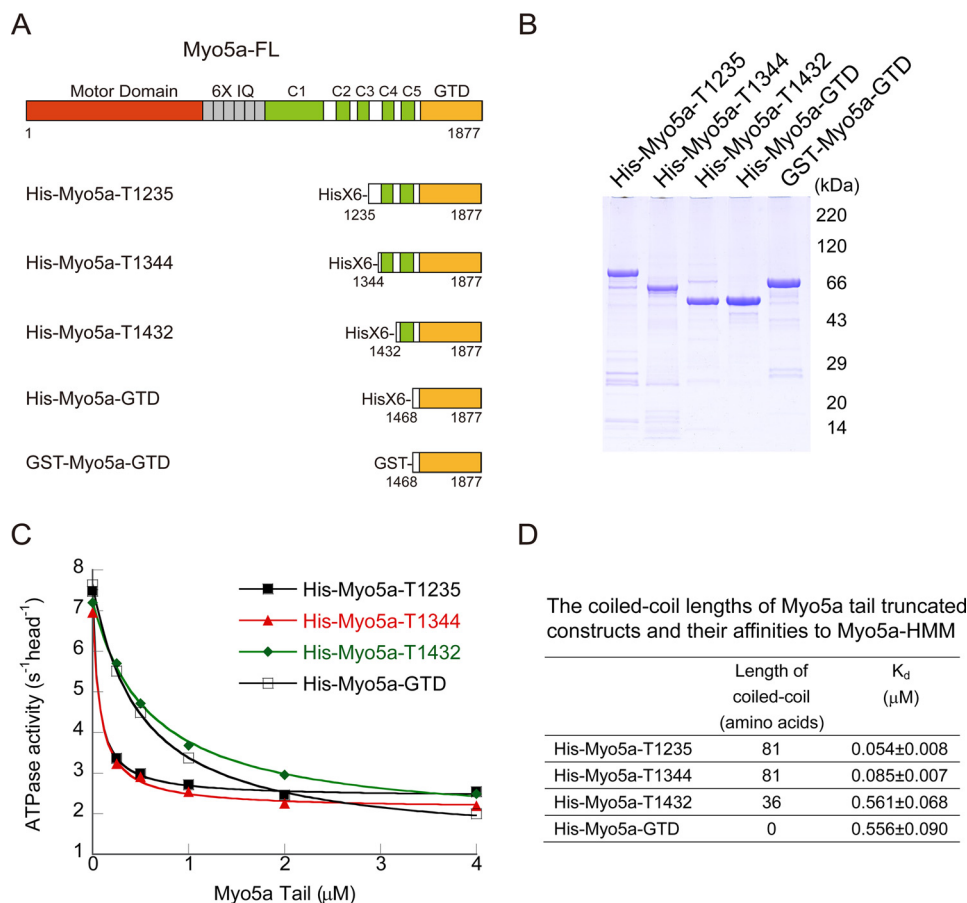 A
Myo5a-FL
Motor Domain 6X IQ C1 C2 C3 C4 C5 GTD
1 1877
His-Myo5a-T1235 HisX6-
1235 1877
His-Myo5a-T1344 HisX6-
1344 1877
His-Myo5a-T1432 HisX6-
1432 1877
His-Myo5a-GTD HisX6-
1468 1877
GST-Myo5a-GTD GST-
1468 1877
B
His-Myo5a-T1235
His-Myo5a-T1344
His-Myo5a-T1432
His-Myo5a-GTD
GST-Myo5a-GTD
(kDa)
220
120
66
43
29
20
14
C
8
7
6
5
4
3
2
1
0 1 2 3 4
ATPase activity (s⁻¹head⁻¹)
Myo5a Tail (μM)
His-Myo5a-T1235
His-Myo5a-T1344
His-Myo5a-T1432
His-Myo5a-GTD
D
The coiled-coil lengths of Myo5a tail truncated
constructs and their affinities to Myo5a-HMM
Length of Kd
coiled-coil (μM)
(amino acids)
His-Myo5a-T1235 81 0.054±0.008
His-Myo5a-T1344 81 0.085±0.007
His-Myo5a-T1432 36 0.561±0.068
His-Myo5a-GTD 0 0.556±0.090